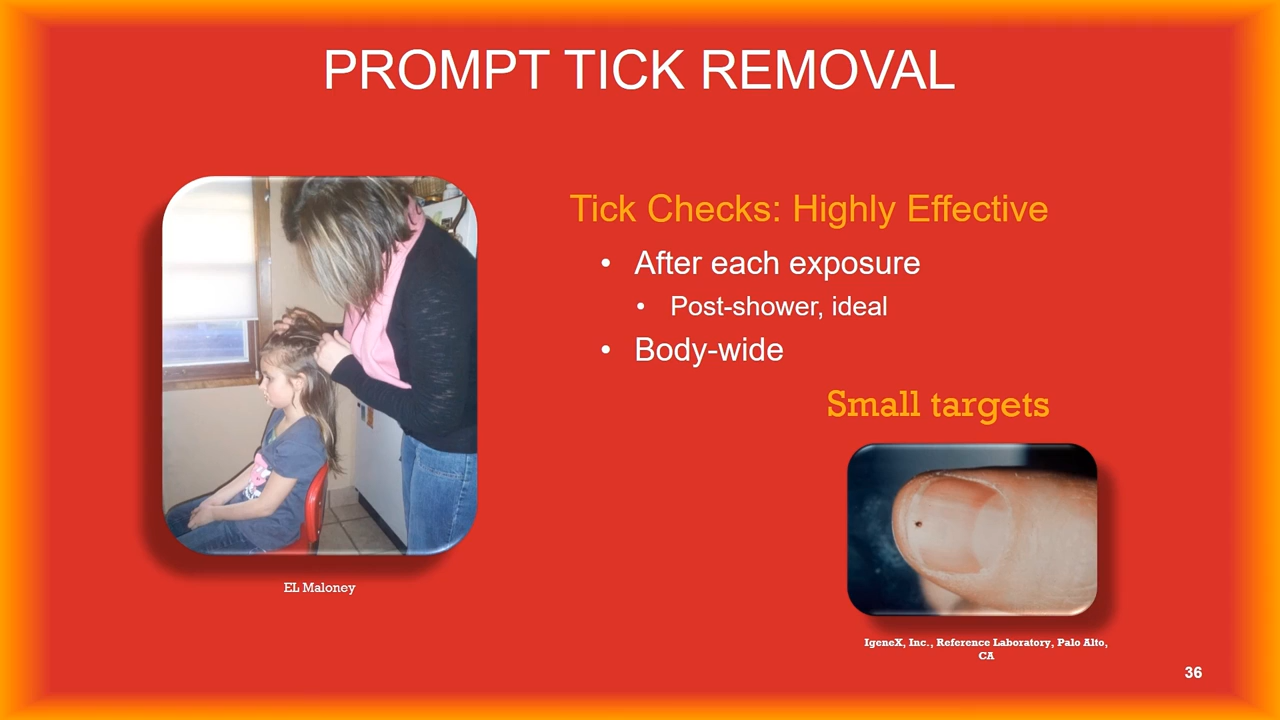 PROMPT TICK REMOVAL
Tick Checks: Highly Effective
• After each exposure
• Post-shower, ideal
• Body-wide
Small targets
EL Maloney
IgeneX, Inc., Reference Laboratory, Palo Alto,
CA
36